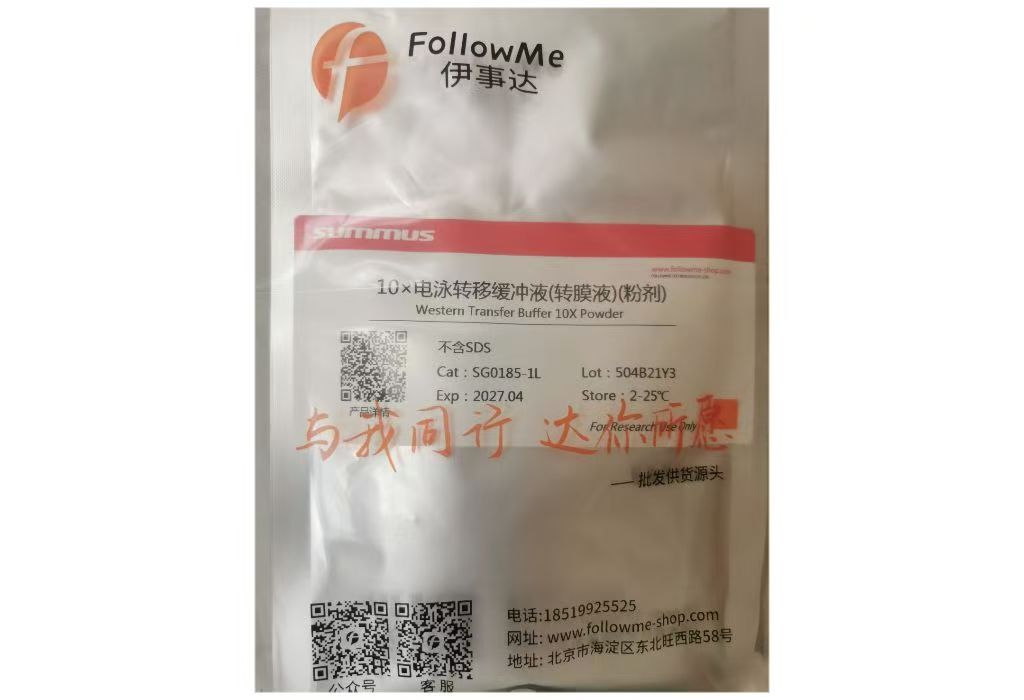 FollowMe
伊事达
summus
www.followme-shop.com
10×电泳转移缓冲液(转膜液)(粉剂)
Western Transfer Buffer 10X Powder
不含SDS
Cat : SG0185-1L
Lot : 504B21Y3
Exp : 2027.04
Store : 2-25℃
产品详情
For Research Use Only
与我同行 达你所愿
——批发供货源头
电话:18519925525
网址: www.followme-shop.com
地址: 北京市海淀区东北旺西路58号
公众号
客服